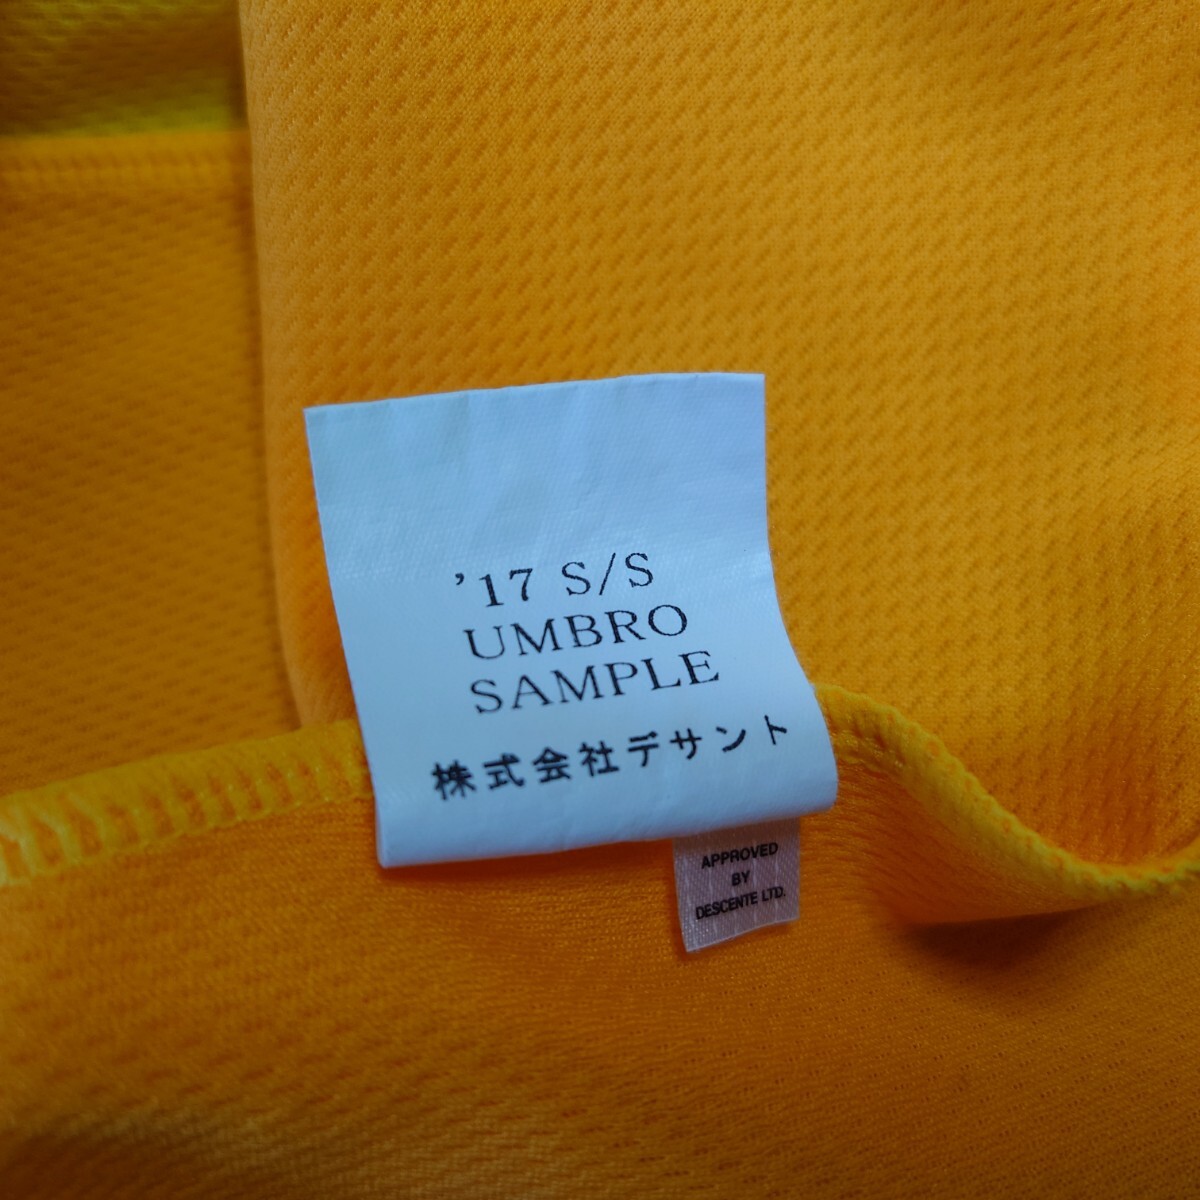 ’17 S/S
UMBRO
SAMPLE
株式会社デサント
APPROVED
BY
DESCENTE LTD.